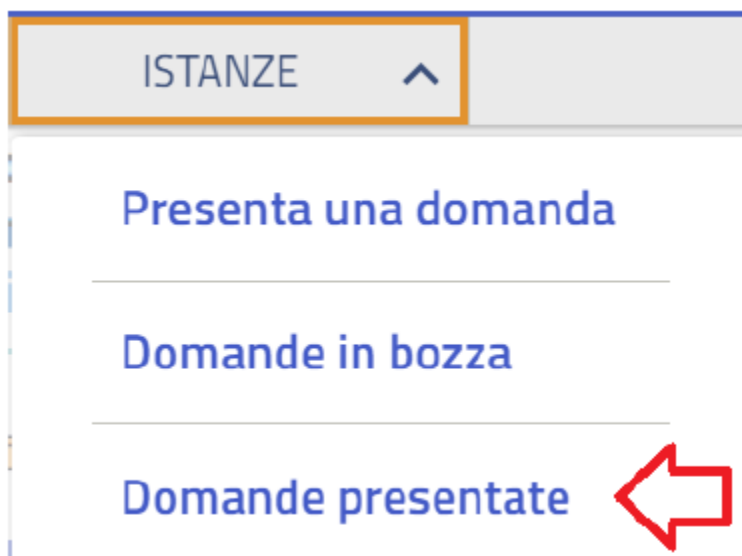 ISTANZE
Presenta una domanda
Domande in bozza
Domande presentate